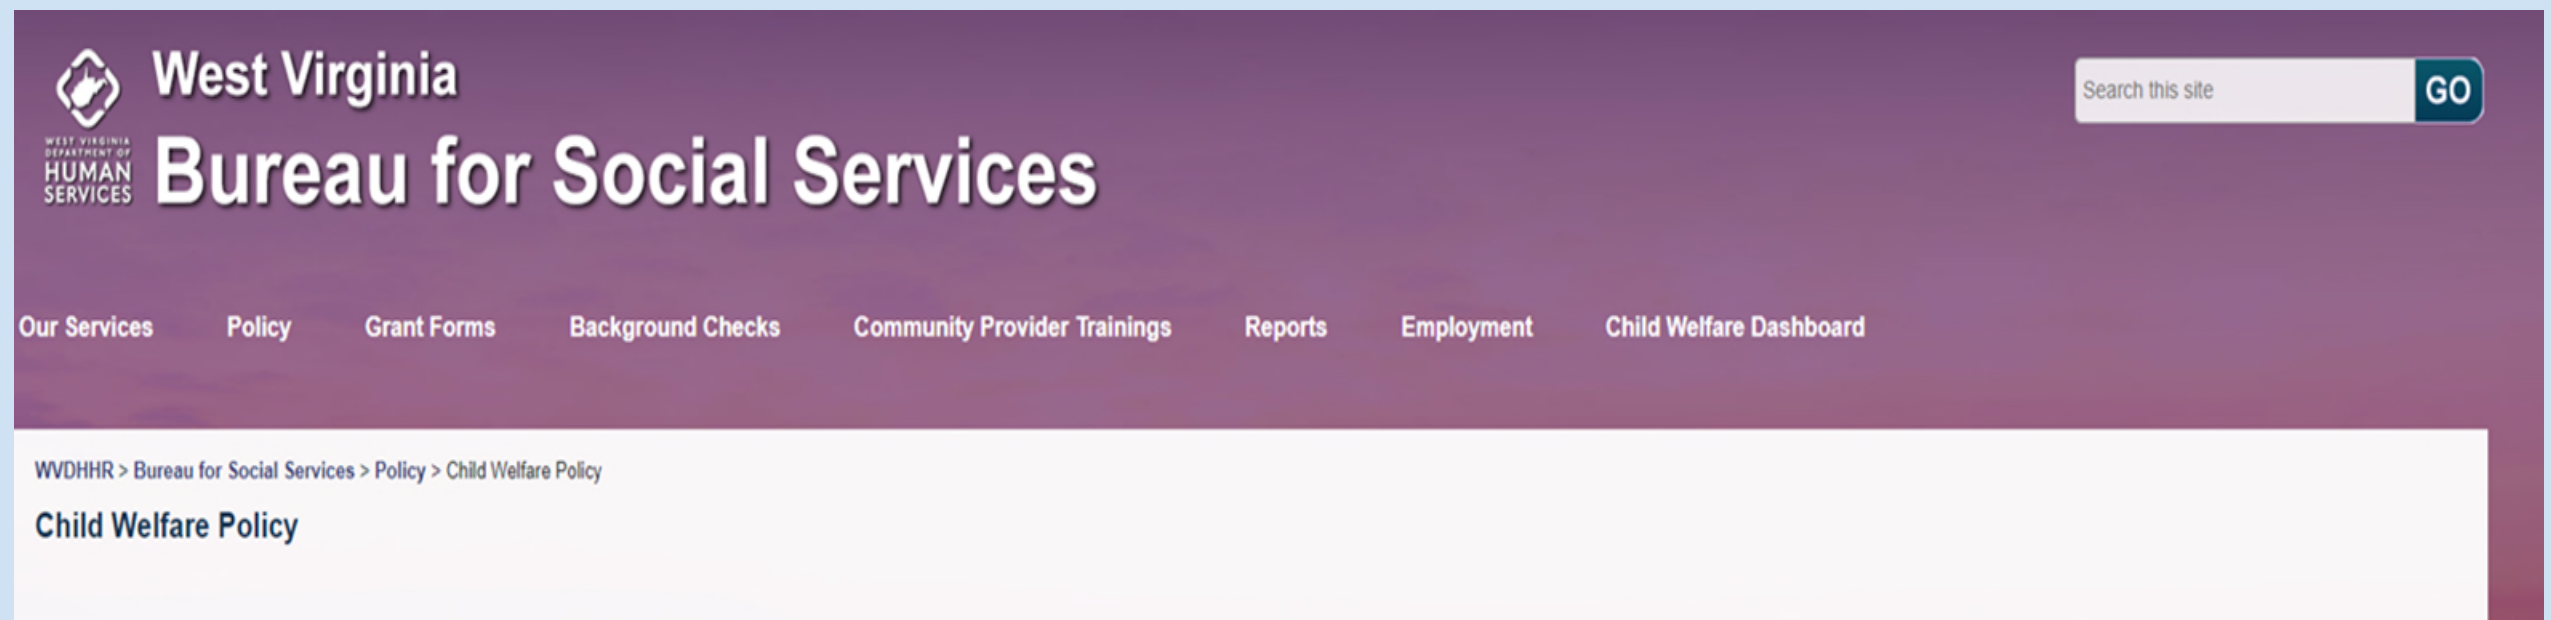 West Virginia
Bureau for Social Services
WEST VIRGINIA
DEPARTMENT OF
HUMAN
SERVICES
Search this site GO
Our Services Policy Grant Forms Background Checks Community Provider Trainings Reports Employment Child Welfare Dashboard
WVDHHR > Bureau for Social Services > Policy > Child Welfare Policy
Child Welfare Policy